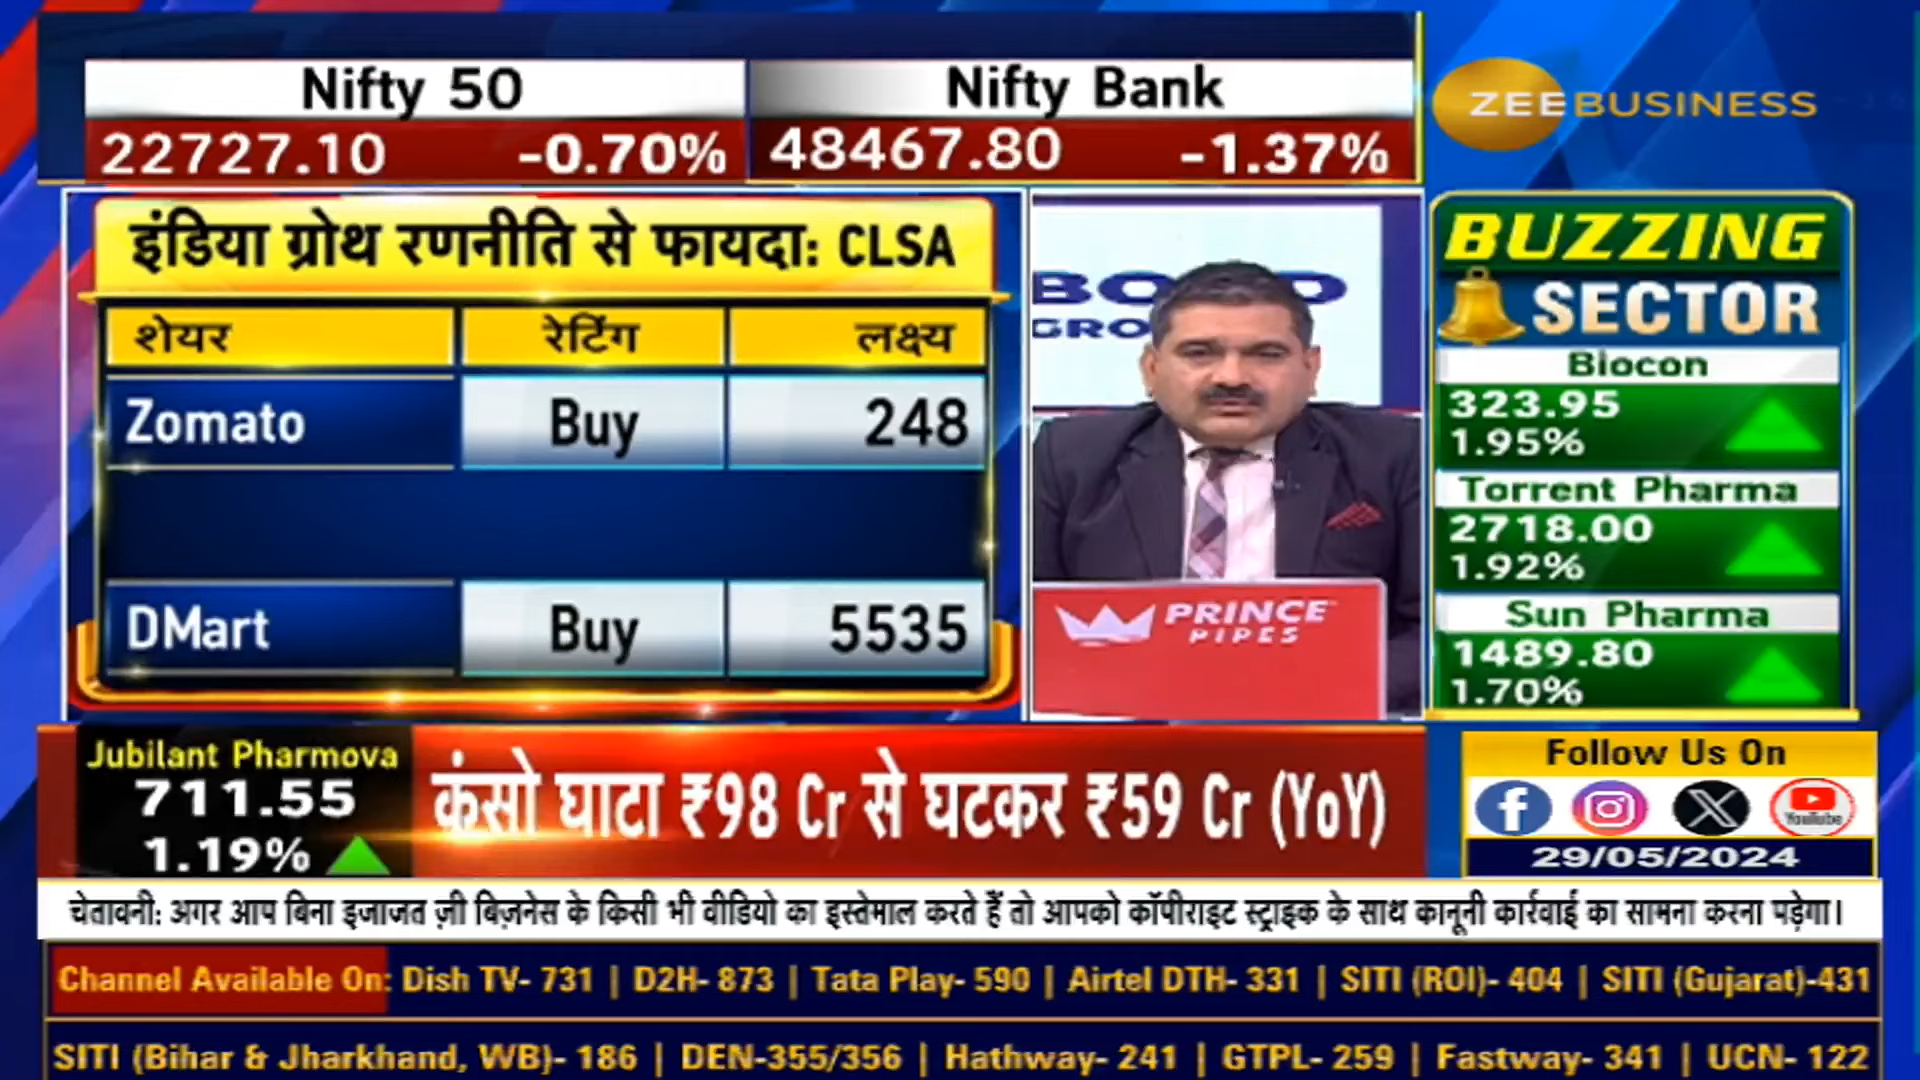 Nifty 50
22727.10 -0.70%
Nifty Bank
48467.80 -1.37%
ZEEBUSINESS
इंडिया ग्रोथ रणनीति से फायदा: CLSA
शेयर रेटिंग लक्ष्य
Zomato Buy 248
DMart Buy 5535
GRO
PRINCE
PIPES
BUZZING
SECTOR
Biocon
323.95
1.95%
Torrent Pharma
2718.00
1.92%
Sun Pharma
1489.80
1.70%
Jubilant Pharmova
711.55
1.19%
कंसो घाटा ₹98 Cr से घटकर ₹59 Cr (YoY)
Follow Us On
YouTube
29/05/2024
चेतावनी: अगर आप बिना इजाजत ज़ी बिज़नेस के किसी भी वीडियो का इस्तेमाल करते हैं तो आपको कॉपीराइट स्ट्राइक के साथ कानूनी कार्रवाई का सामना करना पड़ेगा।
Channel Available On: Dish TV- 731 | D2H- 873 | Tata Play- 590 | Airtel DTH- 331 | SITI (ROI)- 404 | SITI (Gujarat)-431
SITI (Bihar & Jharkhand, WB)- 186 | DEN-355/356 | Hathway- 241 | GTPL- 259 | Fastway- 341 | UCN- 122